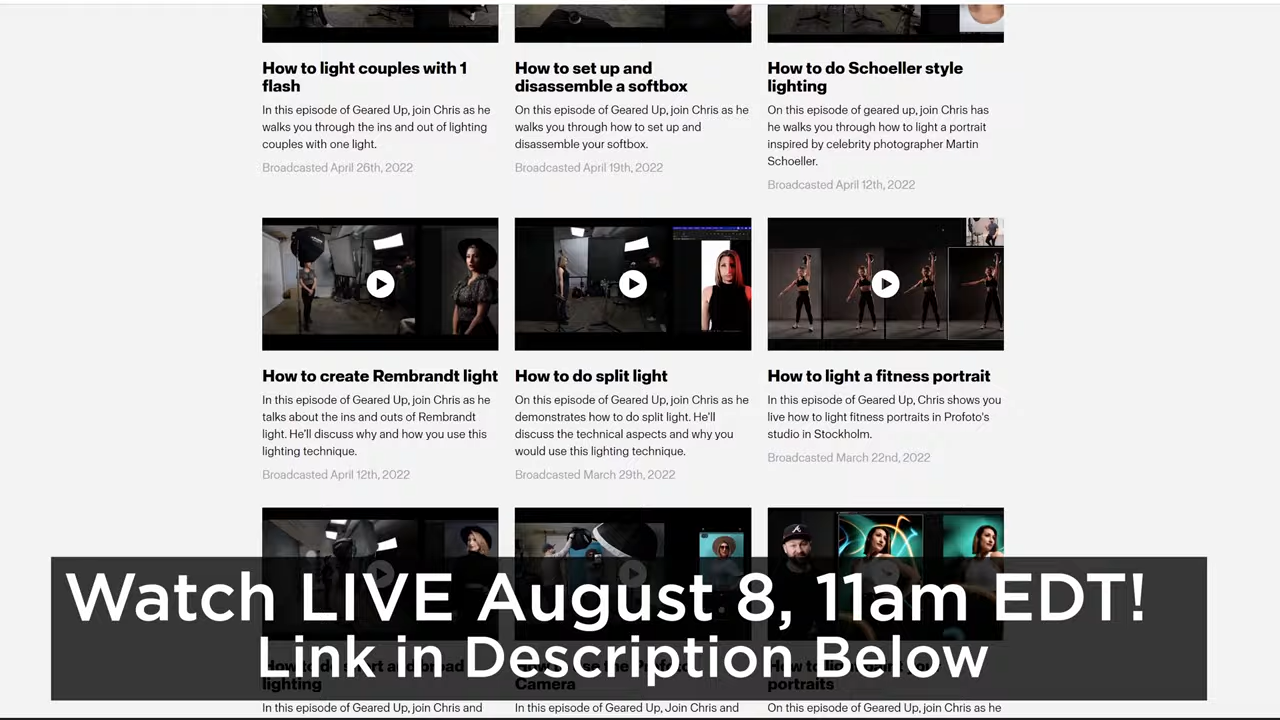 How to light couples with 1
flash
In this episode of Geared Up, join Chris as he
walks you through the ins and out of lighting
couples with one light.
Broadcasted April 26th, 2022
How to set up and
disassemble a softbox
On this episode of Geared Up, join Chris as he
walks you through how to set up and
disassemble your softbox.
Broadcasted April 19th, 2022
How to do Schoeller style
lighting
On this episode of geared up, join Chris has
he walks you through how to light a portrait
inspired by celebrity photographer Martin
Schoeller.
Broadcasted April 12th, 2022
How to create Rembrandt light
In this episode of Geared Up, join Chris as he
talks about the ins and outs of Rembrandt
light. He'll discuss why and how you use this
lighting technique.
Broadcasted April 12th, 2022
How to do split light
On this episode of Geared Up, join Chris as he
demonstrates how to do split light. He'll
discuss the technical aspects and why you
would use this lighting technique.
Broadcasted March 29th, 2022
How to light a fitness portrait
In this episode of Geared Up, Chris shows you
live how to light fitness portraits in Profoto's
studio in Stockholm.
Broadcasted March 22nd, 2022
Watch LIVE August 8, 11am EDT!
Link in Description Below
lighting
In this episode of Geared Up, join Chris and
Camera
In this episode of Geared Up, Join Chris and
portraits
On this episode of Geared Up, join Chris as he